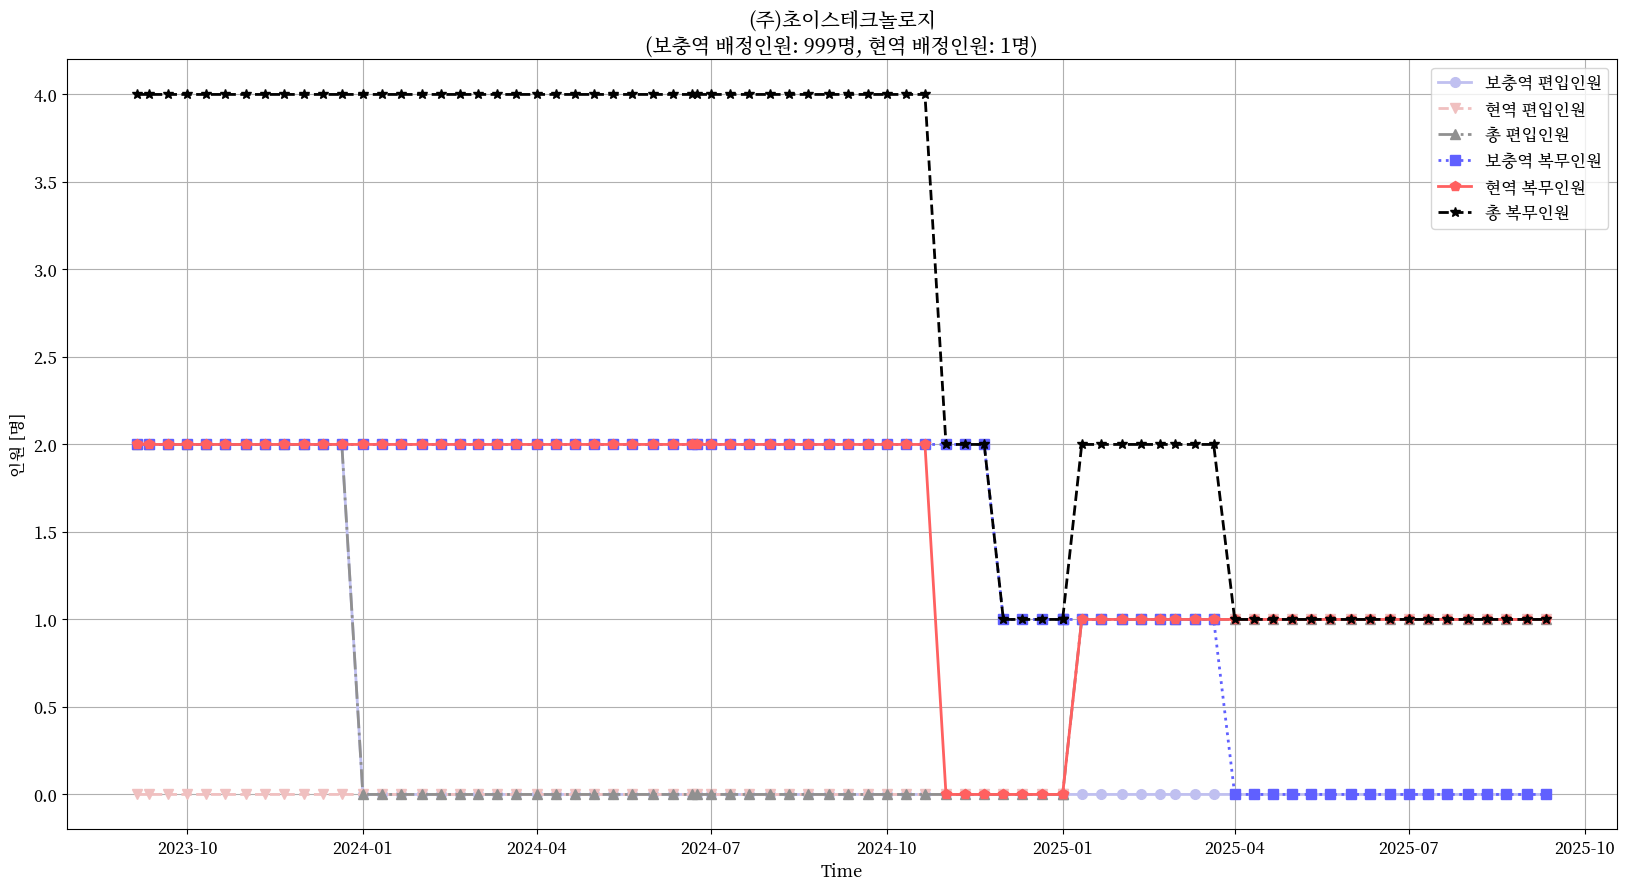 (주)초이스테크놀로지
(보충역 배정인원: 999명, 현역 배정인원: 1명)
보충역 편입인원
현역 편입인원
총 편입인원
보충역 복무인원
현역 복무인원
총 복무인원
인원 [명]
4.0
3.5
3.0
2.5
2.0
1.5
1.0
0.5
0.0
2023-10
2024-01
2024-04
2024-07
2024-10
2025-01
2025-04
2025-07
2025-10
Time